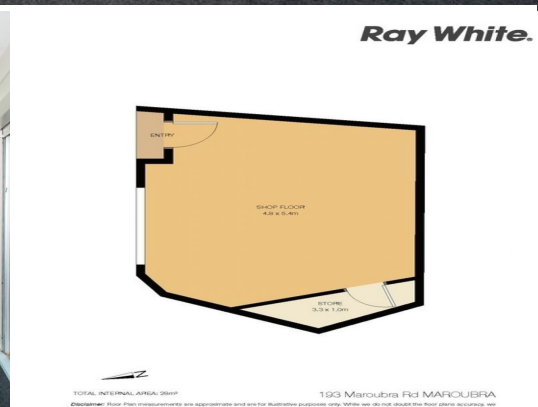 Ray White.
ENTRY
SHOP FLOOR
4.8 x 5.4m
STORE
3.3 x 1.0m
Z
TOTAL INTERNAL AREA: 29m²
193 Maroubra Rd MAROUBRA
Disclaimer: Floor Plan measurements are approximate and are for illustrative purposes only. While we do not doubt the floor plans accuracy, we